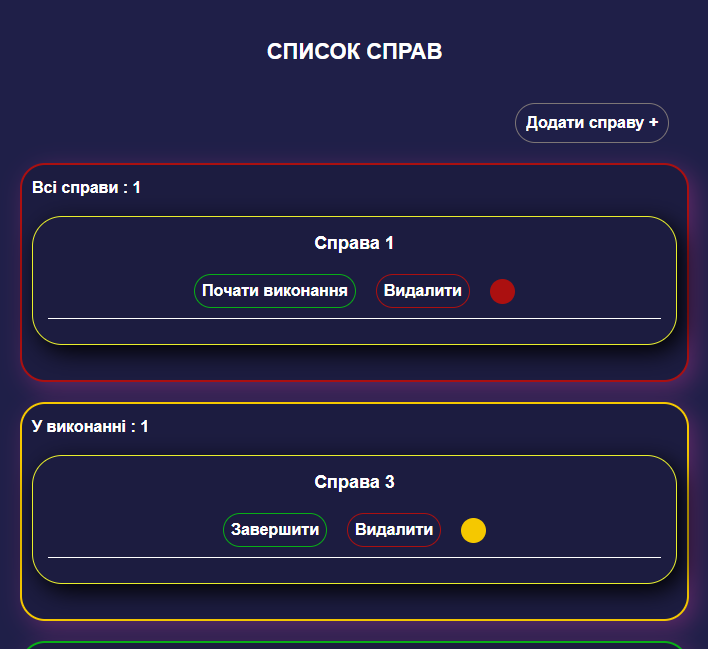 СПИСОК СПРАВ
Додати справу +
Всі справи : 1
Справа 1
Почати виконання Видалити
У виконанні : 1
Справа 3
Завершити Видалити